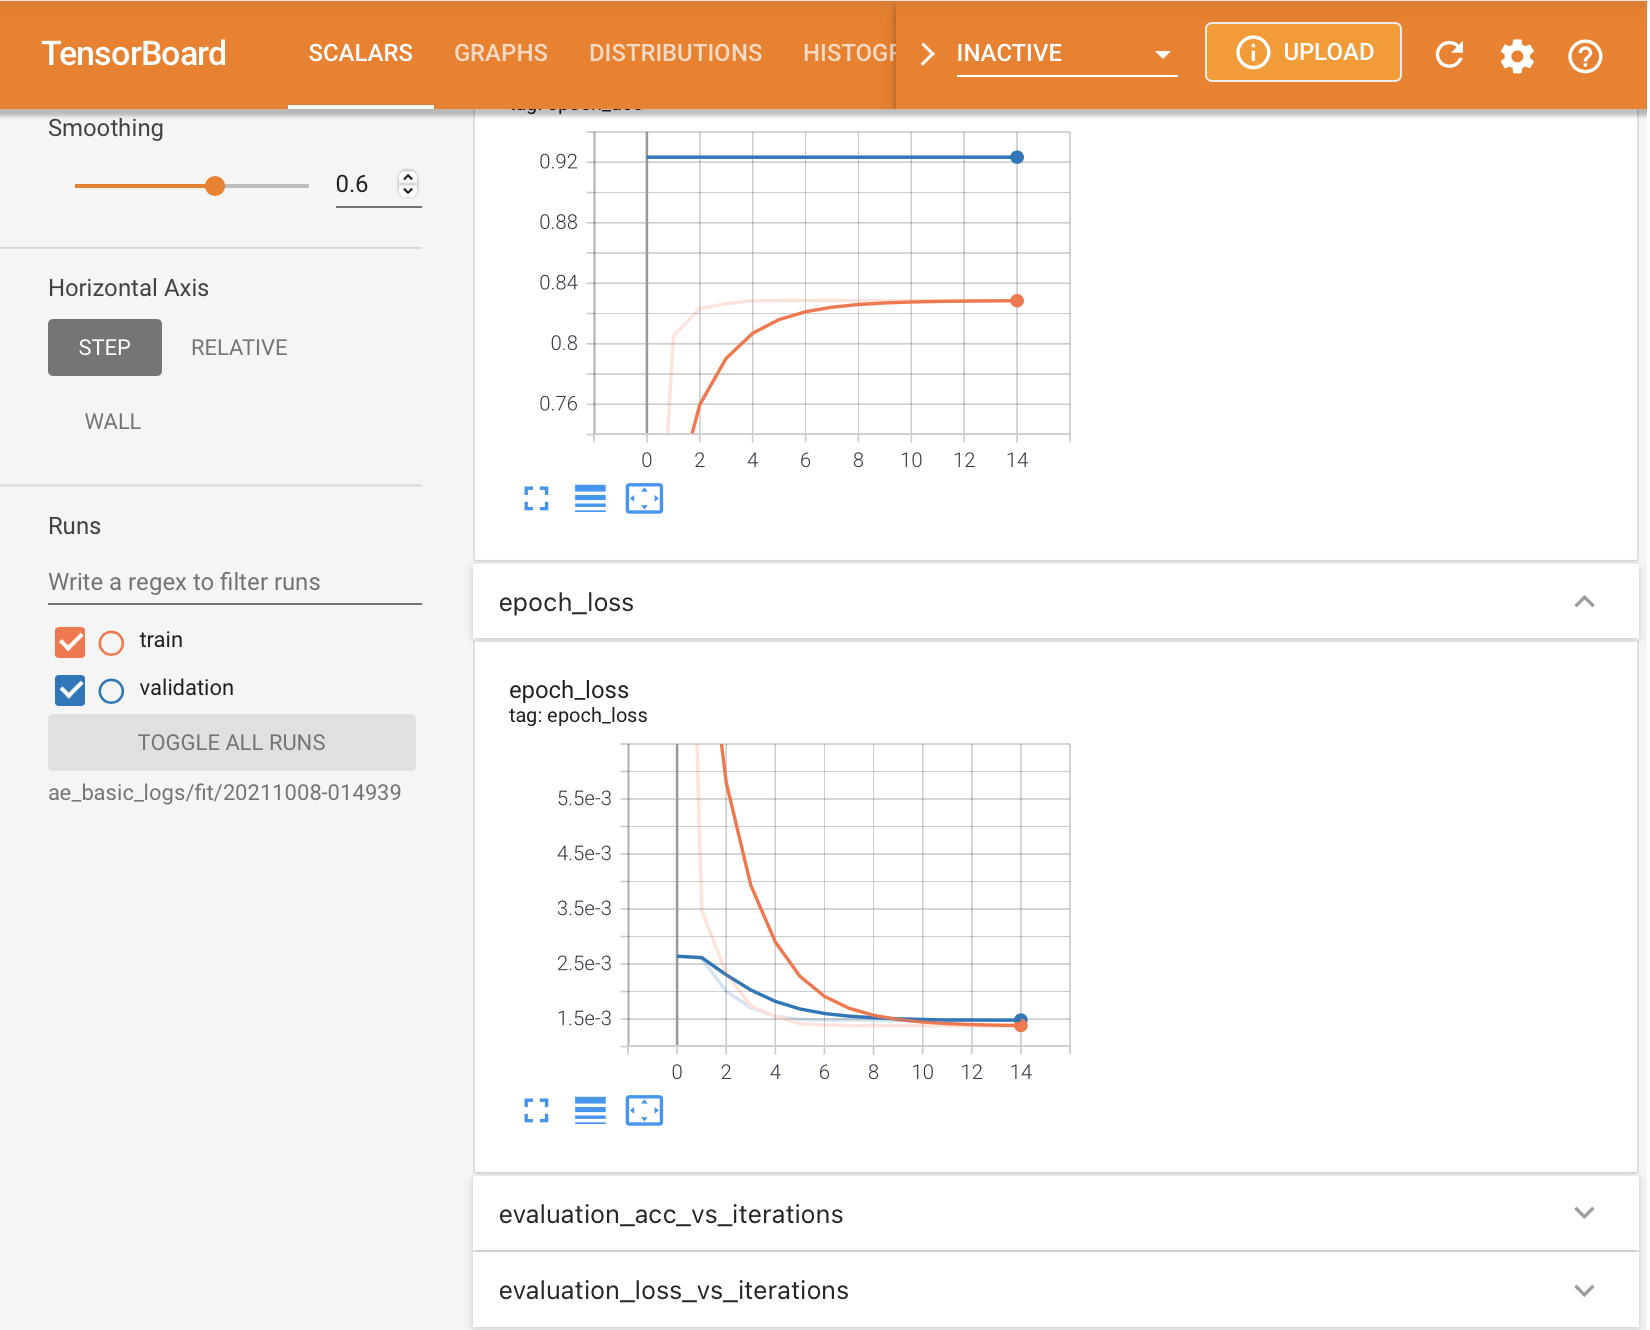 TensorBoard
SCALARS
GRAPHS
DISTRIBUTIONS
INACTIVE
UPLOAD
Smoothing
0.6
Horizontal Axis
STEP
RELATIVE
WALL
Runs
Write a regex to filter runs
train
validation
TOGGLE ALL RUNS
ae_basic_logs/fit/20211008-014939
0.92
0.88
0.84
0.8
0.76
0 2 4 6 8 10 12 14
epoch_loss
epoch_loss
tag: epoch_loss
5.5e-3
4.5e-3
3.5e-3
2.5e-3
1.5e-3
0 2 4 6 8 10 12 14
evaluation_acc_vs_iterations
evaluation_loss_vs_iterations